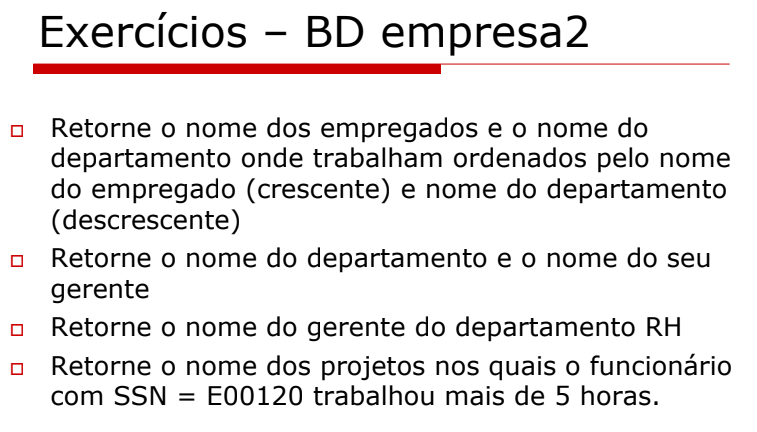 Exercícios – BD empresa2
Retorne o nome dos empregados e o nome do
departamento onde trabalham ordenados pelo nome
do empregado (crescente) e nome do departamento
(descrescente)
Retorne o nome do departamento e o nome do seu
gerente
Retorne o nome do gerente do departamento RH
Retorne o nome dos projetos nos quais o funcionário
com SSN = E00120 trabalhou mais de 5 horas.